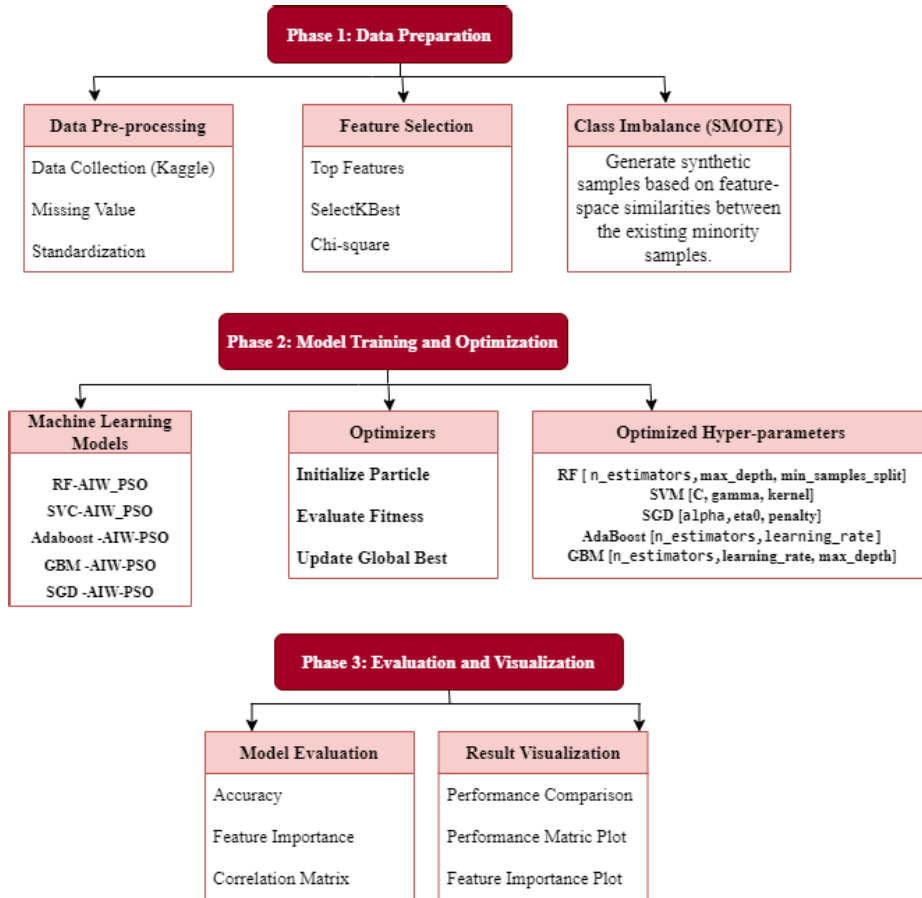 Phase 1: Data Preparation
Data Pre-processing
Data Collection (Kaggle)
Missing Value
Standardization
Feature Selection
Top Features
SelectKBest
Chi-square
Class Imbalance (SMOTE)
Generate synthetic
samples based on feature-
space similarities between
the existing minority
samples.
Phase 2: Model Training and Optimization
Machine Learning
Models
RF-AIW_PSO
SVC-AIW_PSO
Adaboost -AIW-PSO
GBM -AIW-PSO
SGD -AIW-PSO
Optimizers
Initialize Particle
Evaluate Fitness
Update Global Best
Optimized Hyper-parameters
RF [ n_estimators, max_depth, min_samples_split]
SVM [C, gamma, kernel]
SGD [alpha, eta0, penalty]
AdaBoost [n_estimators, learning_rate]
GBM [n_estimators, learning_rate, max_depth]
Phase 3: Evaluation and Visualization
Model Evaluation
Accuracy
Feature Importance
Correlation Matrix
Result Visualization
Performance Comparison
Performance Matric Plot
Feature Importance Plot